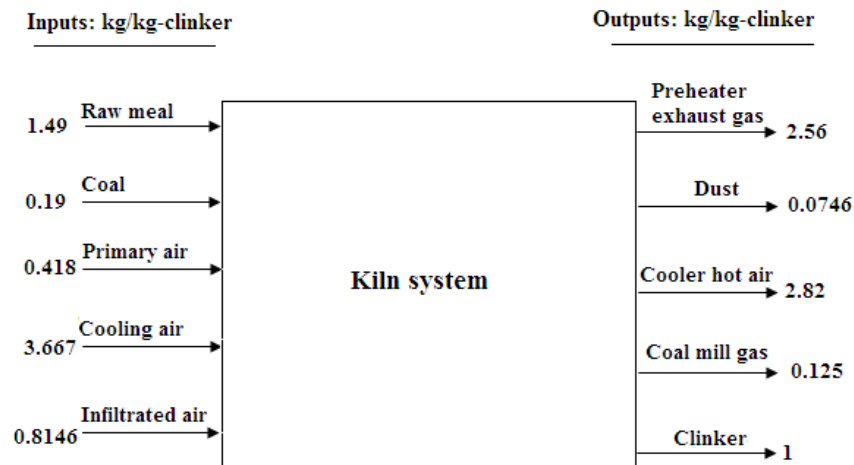 Inputs: kg/kg-clinker
Outputs: kg/kg-clinker
Raw meal
1.49
Coal
0.19
Primary air
0.418
Cooling air
3.667
Infiltrated air
0.8146
Kiln system
Preheater
exhaust gas
2.56
Dust
0.0746
Cooler hot air
2.82
Coal mill gas
0.125
Clinker
1